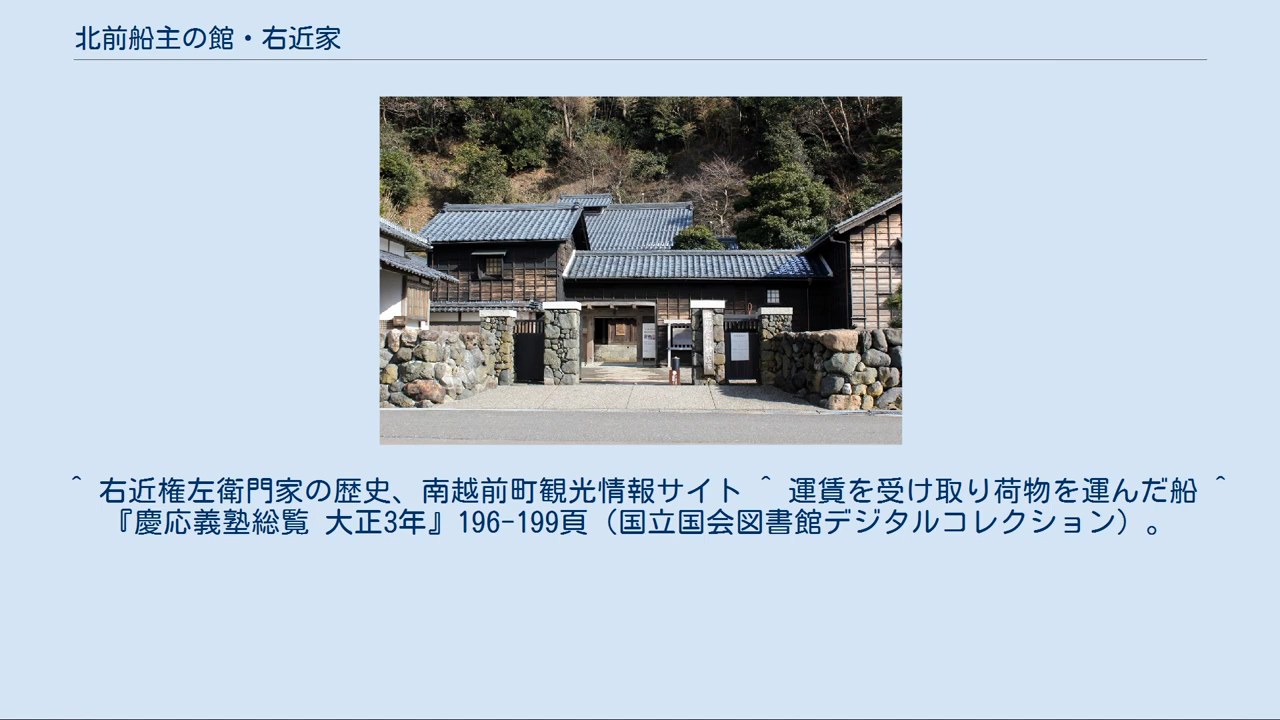 北前船主の館・右近家
^ 右近権左衛門家の歴史、南越前町観光情報サイト ^ 運賃を受け取り荷物を運んだ船 ^
『慶応義塾総覧 大正3年』196-199頁（国立国会図書館デジタルコレクション）。